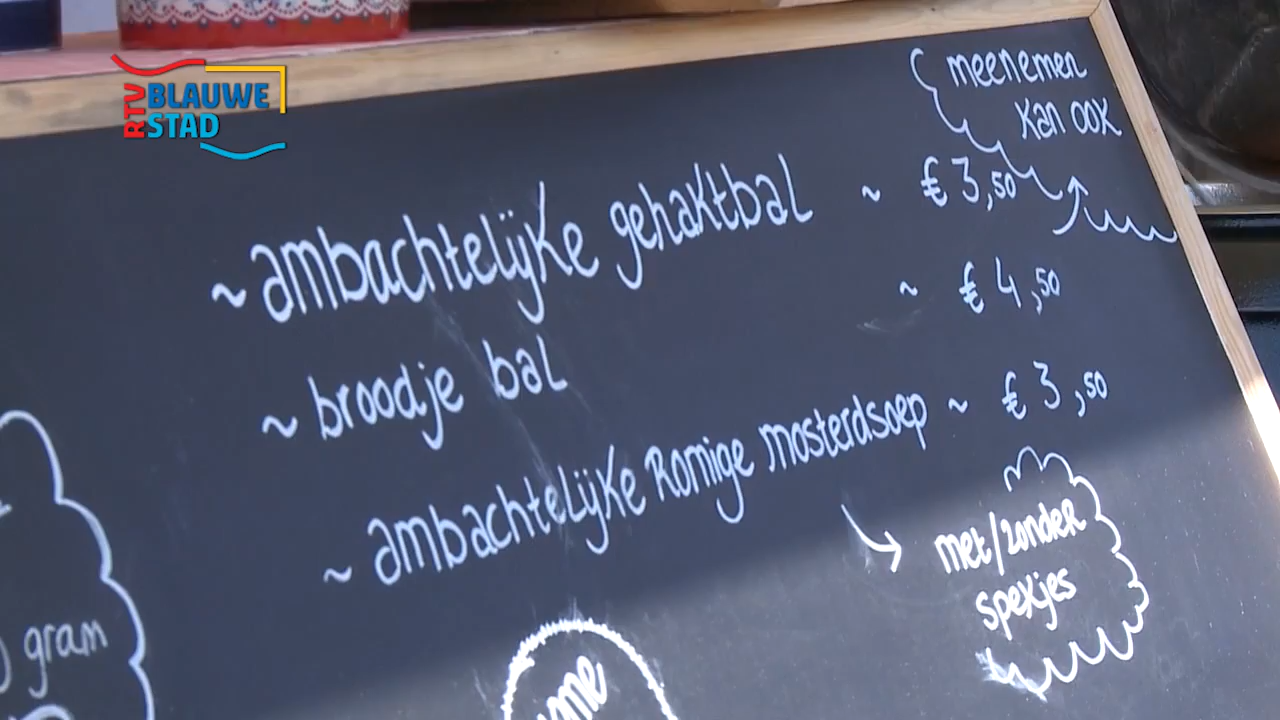 RTV BLAUWE STAD
meenemen
kan ook
~ ambachtelijke gehaktbal ~ € 3,50
~ broodje bal ~ € 4,50
~ ambachtelijke Romige mosterdsoep ~ € 3,50
met/zonder
spekjes
gram